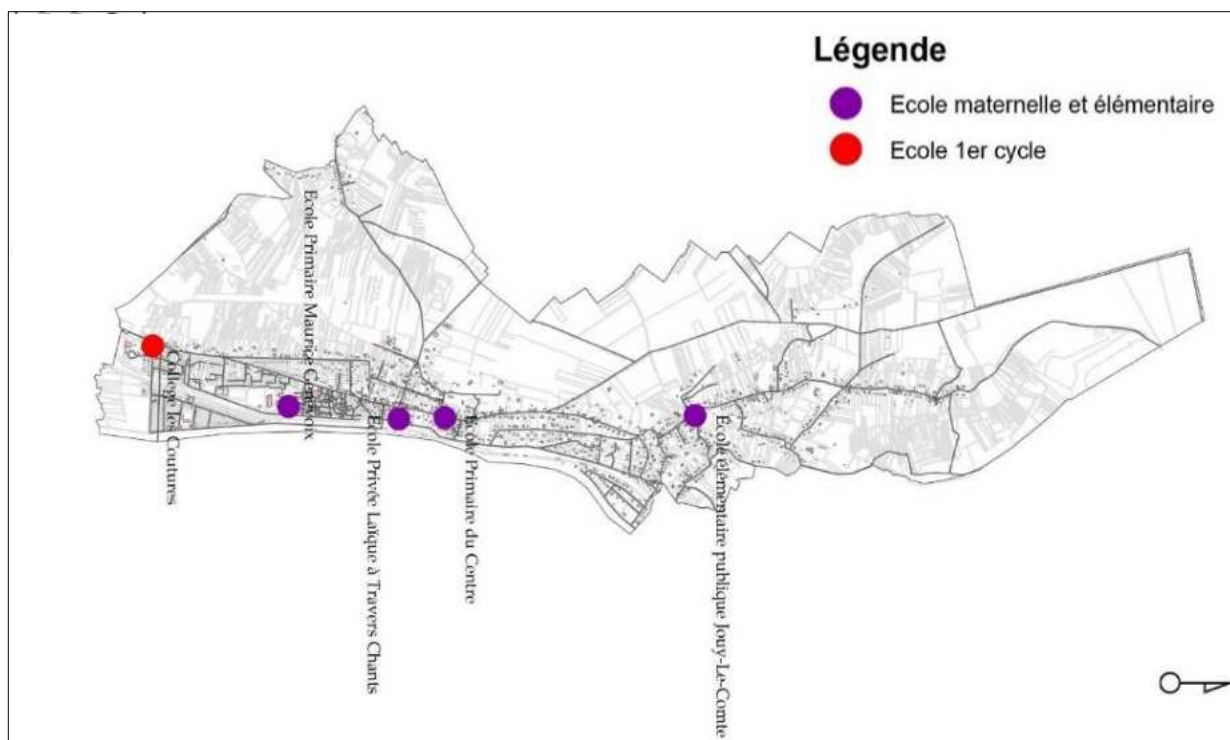 Légende
Ecole maternelle et élémentaire
Ecole 1er cycle
Collège les Coutures
Ecole Primaire Maurice
Ecole Privée Laïque à Travers Chants
Ecole Primaire du Centre
École élémentaire publique Jouy-Le-Comte